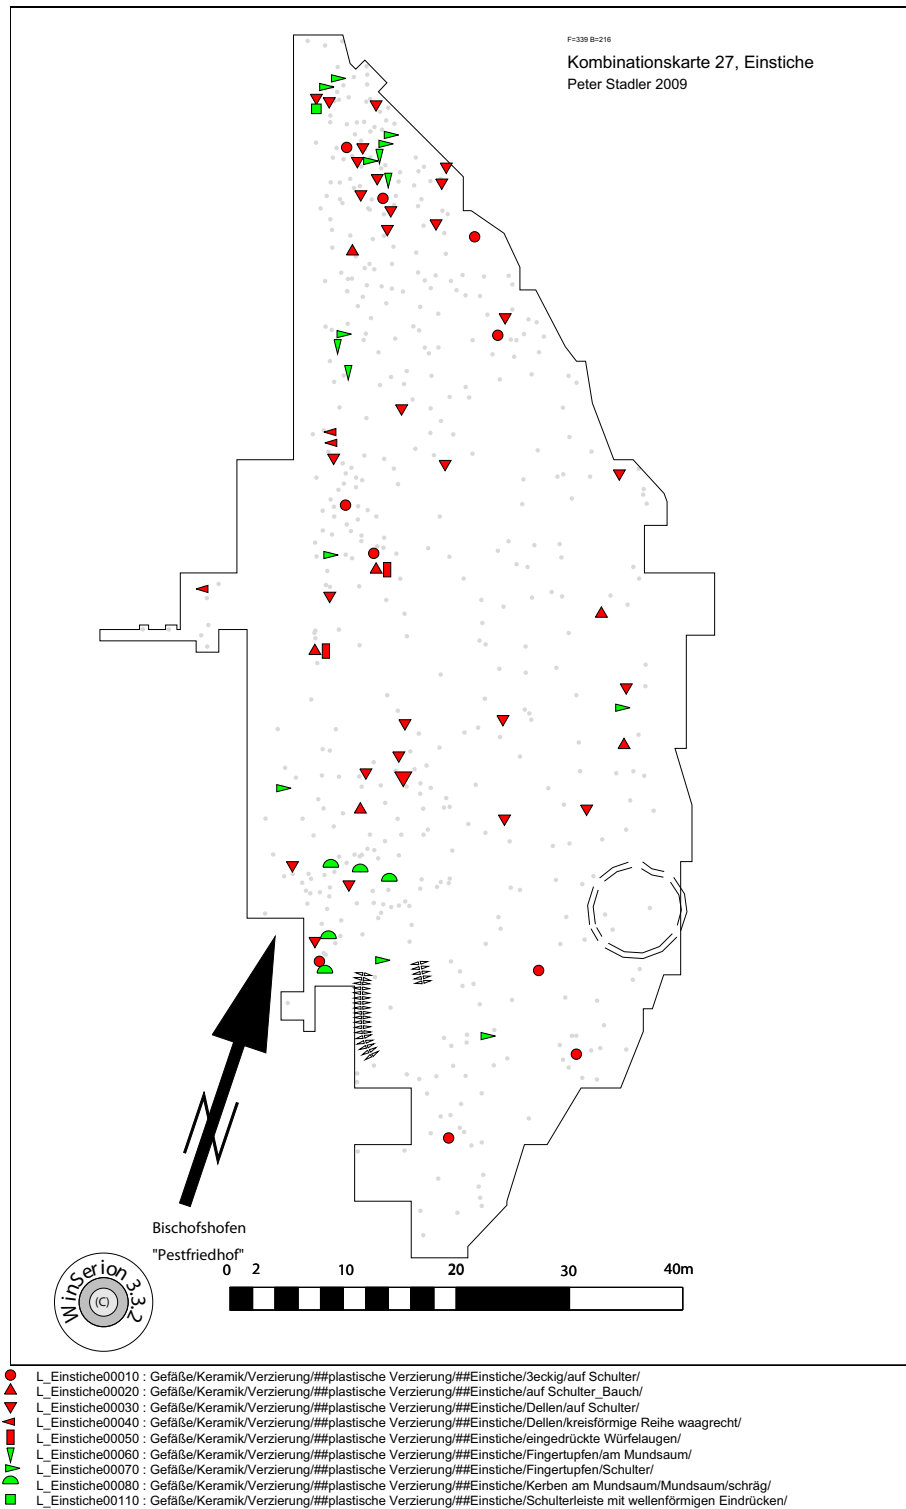 F=339 B=216
Kombinationskarte 27, Einstiche
Peter Stadler 2009
Bischofshofen
"Pestfriedhof"
WinSerion 3.3.2
(C)
0 2 10 20 30 40m
L_Einstiche00010 : Gefäße/Keramik/Verzierung/##plastische Verzierung/##Einstiche/3eckig/auf Schulter/
L_Einstiche00020 : Gefäße/Keramik/Verzierung/##plastische Verzierung/##Einstiche/auf Schulter_Bauch/
L_Einstiche00030 : Gefäße/Keramik/Verzierung/##plastische Verzierung/##Einstiche/Dellen/auf Schulter/
L_Einstiche00040 : Gefäße/Keramik/Verzierung/##plastische Verzierung/##Einstiche/Dellen/kreisförmige Reihe waagrecht/
L_Einstiche00050 : Gefäße/Keramik/Verzierung/##plastische Verzierung/##Einstiche/eingedrückte Würfelaugen/
L_Einstiche00060 : Gefäße/Keramik/Verzierung/##plastische Verzierung/##Einstiche/Fingertupfen/am Mundsaum/
L_Einstiche00070 : Gefäße/Keramik/Verzierung/##plastische Verzierung/##Einstiche/Fingertupfen/Schulter/
L_Einstiche00080 : Gefäße/Keramik/Verzierung/##plastische Verzierung/##Einstiche/Kerben am Mundsaum/Mundsaum/schräg/
L_Einstiche00110 : Gefäße/Keramik/Verzierung/##plastische Verzierung/##Einstiche/Schulterleiste mit wellenförmigen Eindrücken/